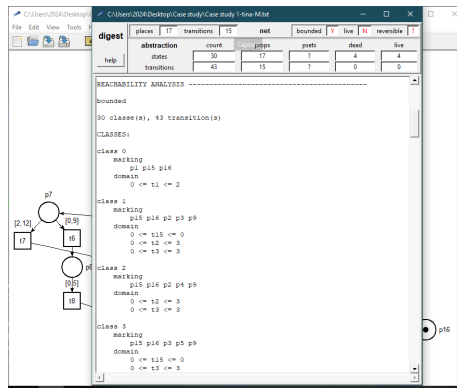 C:\Users\2024\Desktop\
C:\Users\2024\Desktop\Case study\Case study 1-tina-M.txt
File Edit View Tools
digest
help
places 17 transitions 15 net bounded Y live N reversible ?
abstraction count props psets dead live
states 30 17 ? 4 4
transitions 43 15 ? 0 0
REACHABILITY ANALYSIS -------------------------------------------
bounded
30 classe(s), 43 transition(s)
CLASSES:
class 0
marking
p1 p15 p16
domain
0 <= t1 <= 2
class 1
marking
p15 p16 p2 p3 p9
domain
0 <= t15 <= 0
0 <= t2 <= 3
0 <= t3 <= 3
class 2
marking
p15 p16 p2 p4 p9
domain
0 <= t2 <= 3
0 <= t3 <= 3
class 3
marking
p15 p16 p3 p5 p9
domain
0 <= t15 <= 0
0 <= t3 <= 3
p7
[2,12]
[0,9]
t7
t6
[0,6]
t8
p16